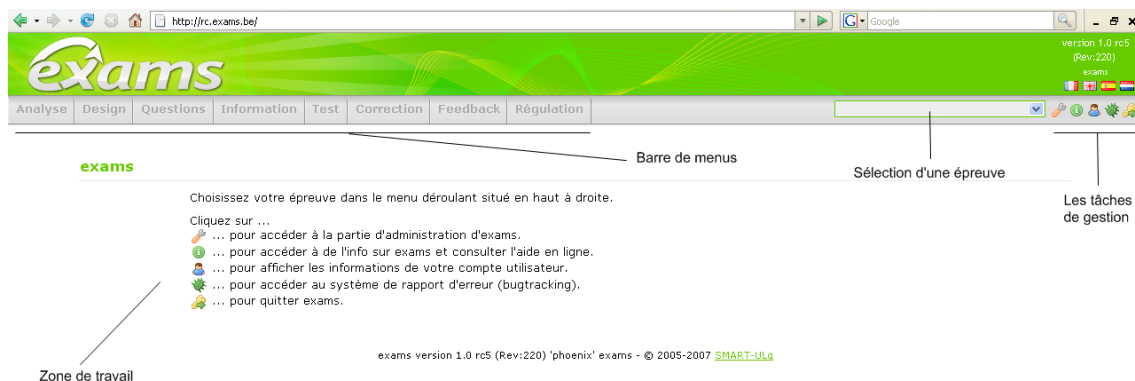 http://rc.exams.be/
Google
exams
version 1.0 rc5
(Rev:220)
exams
Analyse Design Questions Information Test Correction Feedback Régulation
Barre de menus
Sélection d'une épreuve
Les tâches
de gestion
exams
Choisissez votre épreuve dans le menu déroulant situé en haut à droite.
Cliquez sur ...
... pour accéder à la partie d'administration d'exams.
... pour accéder à de l'info sur exams et consulter l'aide en ligne.
... pour afficher les informations de votre compte utilisateur.
... pour accéder au système de rapport d'erreur (bugtracking).
... pour quitter exams.
exams version 1.0 rc5 (Rev:220) 'phoenix' exams - © 2005-2007 SMART-ULg
Zone de travail